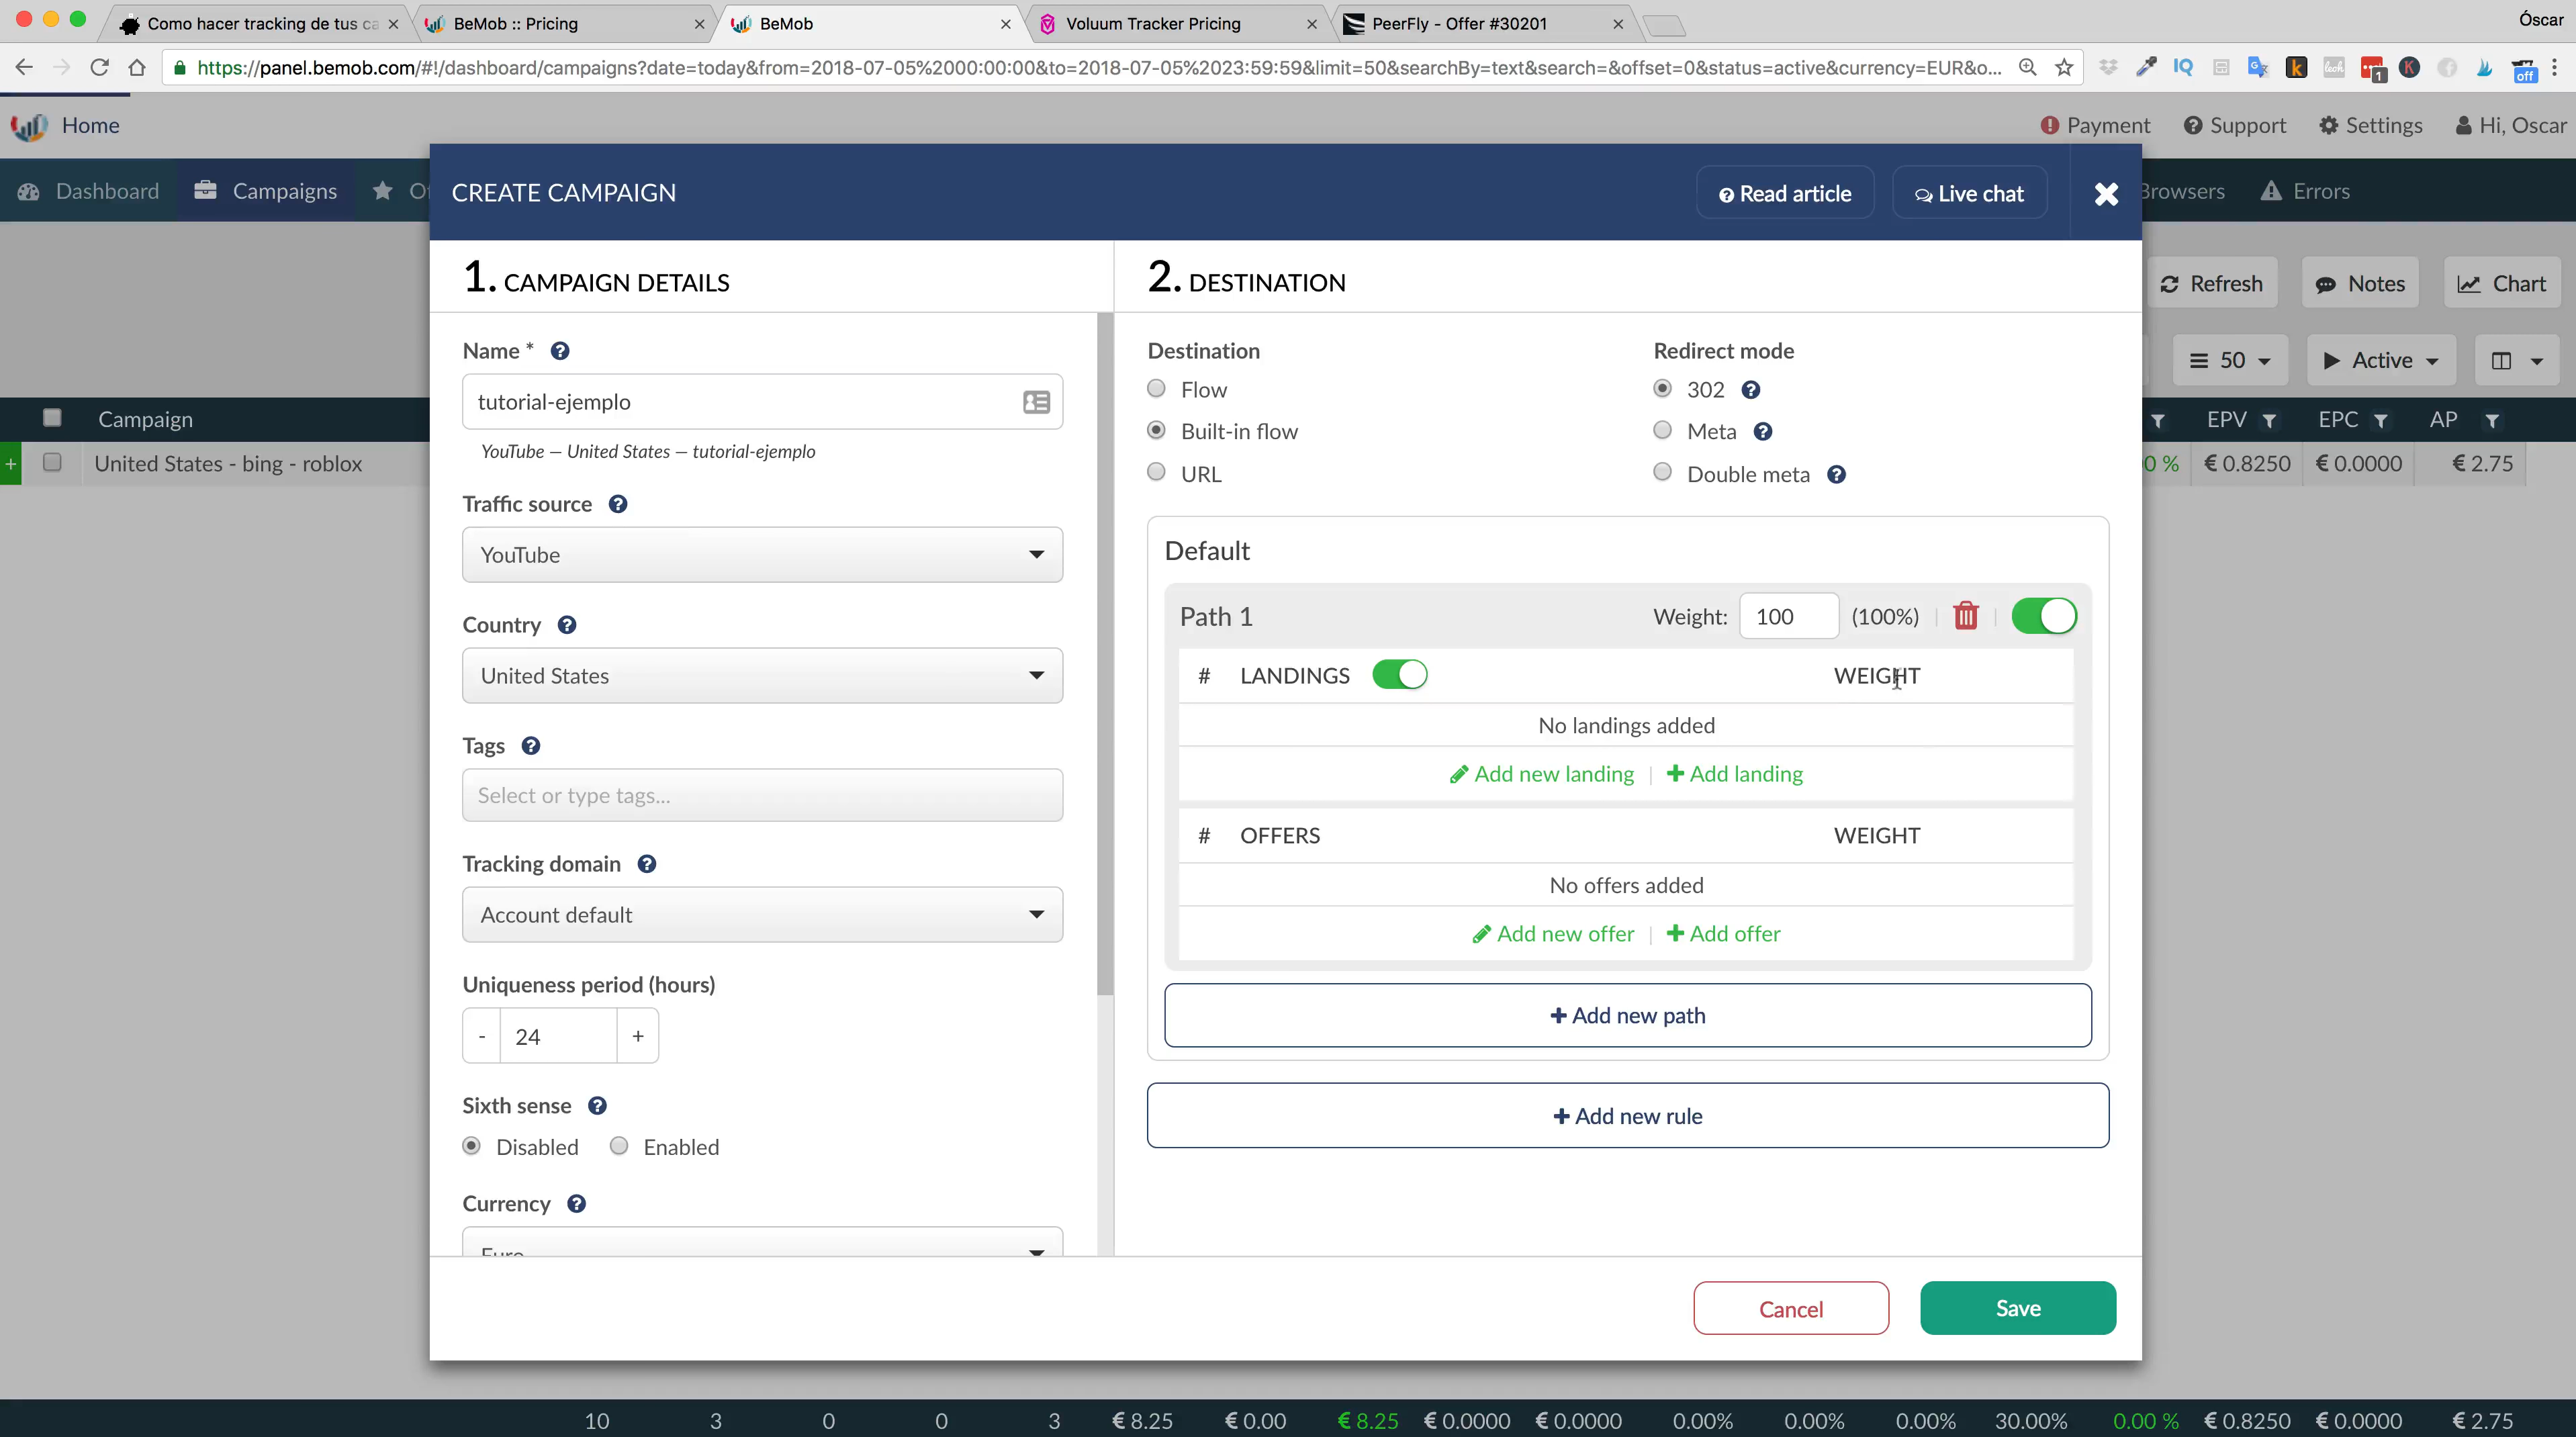 Como hacer tracking de tus ca
BeMob :: Pricing
BeMob
Voluum Tracker Pricing
PeerFly - Offer #30201
Óscar
https://panel.bemob.com/#!/dashboard/campaigns?date=today&from=2018-07-05%2000:00:00&to=2018-07-05%2023:59:59&limit=50&searchBy=text&search=&offset=0&status=active&currency=EUR&o...
IQ
1
off
Home
Payment
Support
Settings
Hi, Oscar
Dashboard
Campaigns
Of
CREATE CAMPAIGN
Read article
Live chat
Browsers
Errors
1. CAMPAIGN DETAILS
2. DESTINATION
Refresh
Notes
Chart
Name *
Destination
Redirect mode
tutorial-ejemplo
Flow
302
50
Active
YouTube – United States – tutorial-ejemplo
Built-in flow
Meta
Campaign
EPV
EPC
AP
Traffic source
URL
Double meta
+
United States - bing - roblox
0 %
€ 0.8250
€ 0.0000
€ 2.75
YouTube
Default
Country
Path 1
Weight:
100
(100%)
United States
# LANDINGS
WEIGHT
Tags
No landings added
Select or type tags...
Add new landing
+ Add landing
Tracking domain
# OFFERS
WEIGHT
Account default
No offers added
Add new offer
+ Add offer
Uniqueness period (hours)
- 24 +
+ Add new path
Sixth sense
+ Add new rule
Disabled
Enabled
Currency
Euro
Cancel
Save
10 3 0 0 3 € 8.25 € 0.00 € 8.25 € 0.0000 € 0.0000 0.00% 0.00% 0.00% 30.00% 0.00 % € 0.8250 € 0.0000 € 2.75